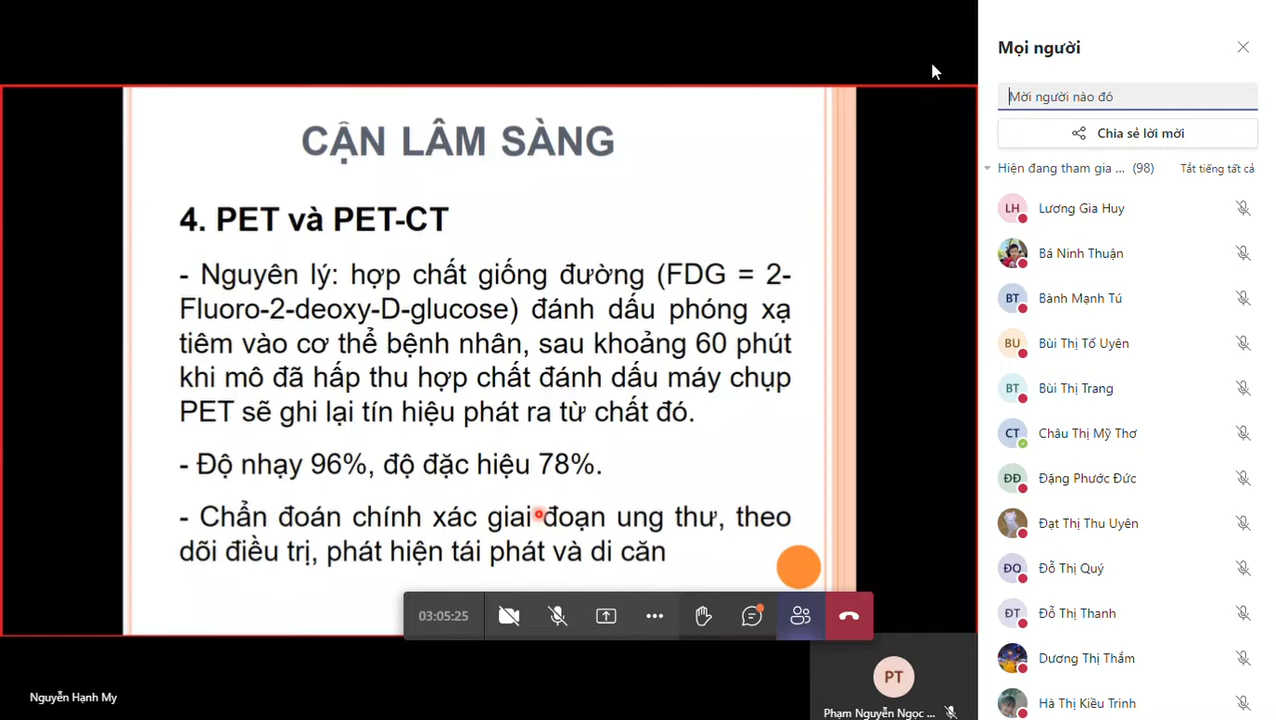 CẬN LÂM SÀNG
4. PET và PET-CT
- Nguyên lý: hợp chất giống đường (FDG = 2-
Fluoro-2-deoxy-D-glucose) đánh dấu phóng xạ
tiêm vào cơ thể bệnh nhân, sau khoảng 60 phút
khi mô đã hấp thu hợp chất đánh dấu máy chụp
PET sẽ ghi lại tín hiệu phát ra từ chất đó.
- Độ nhạy 96%, độ đặc hiệu 78%.
- Chẩn đoán chính xác giai đoạn ung thư, theo
dõi điều trị, phát hiện tái phát và di căn
03:05:25
Nguyễn Hạnh My
PT
Phạm Nguyễn Ngọc ...
Mọi người
Mời người nào đó
Chia sẻ lời mời
Hiện đang tham gia ... (98) Tắt tiếng tất cả
LH Lương Gia Huy
Bá Ninh Thuận
BT Bành Mạnh Tú
BU Bùi Thị Tố Uyên
BT Bùi Thị Trang
CT Châu Thị Mỹ Thơ
ĐĐ Đặng Phước Đức
Đạt Thị Thu Uyên
ĐQ Đỗ Thị Quý
ĐT Đỗ Thị Thanh
Dương Thị Thắm
Hà Thị Kiều Trinh